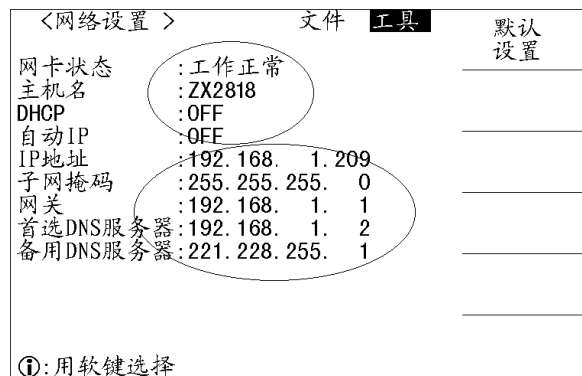 <网络设置 > 文件 工具
默认
设置
网卡状态 :工作正常
主机名 :ZX2818
DHCP :OFF
自动IP :OFF
IP地址 :192.168. 1.209
子网掩码 :255.255.255. 0
网关 :192.168. 1. 1
首选DNS服务器:192.168. 1. 2
备用DNS服务器:221.228.255. 1
ⓘ:用软键选择